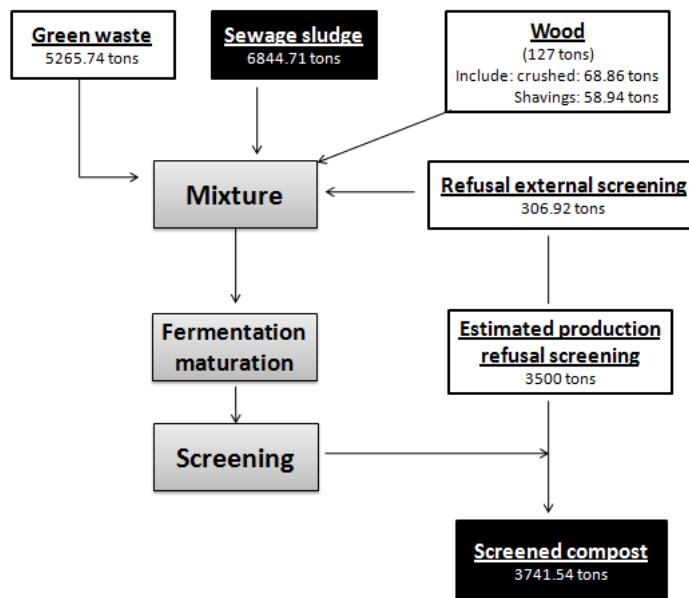 Green waste
5265.74 tons
Sewage sludge
6844.71 tons
Wood
(127 tons)
Include: crushed: 68.86 tons
Shavings: 58.94 tons
Mixture
Refusal external screening
306.92 tons
Fermentation
maturation
Estimated production
refusal screening
3500 tons
Screening
Screened compost
3741.54 tons